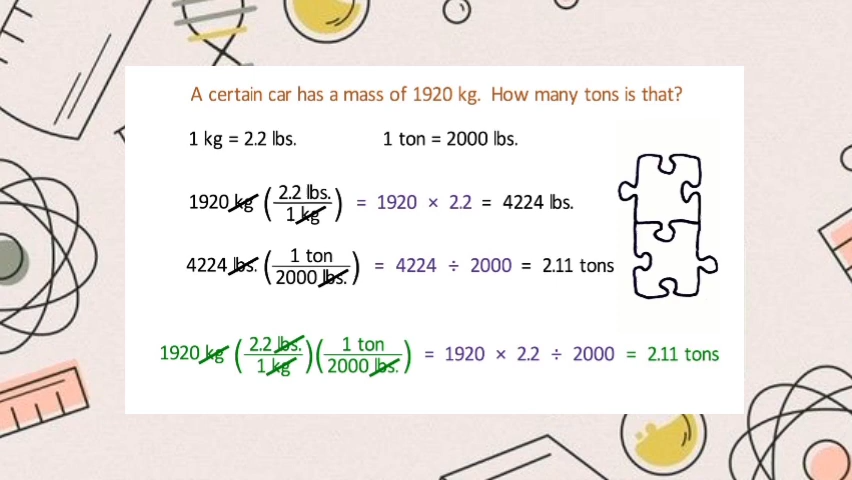 A certain car has a mass of 1920 kg. How many tons is that?
1 kg = 2.2 lbs. 1 ton = 2000 lbs.
1920 kg (2.2 lbs. / 1 kg) = 1920 × 2.2 = 4224 lbs.
4224 lbs. (1 ton / 2000 lbs.) = 4224 ÷ 2000 = 2.11 tons
1920 kg (2.2 lbs. / 1 kg)(1 ton / 2000 lbs.) = 1920 × 2.2 ÷ 2000 = 2.11 tons